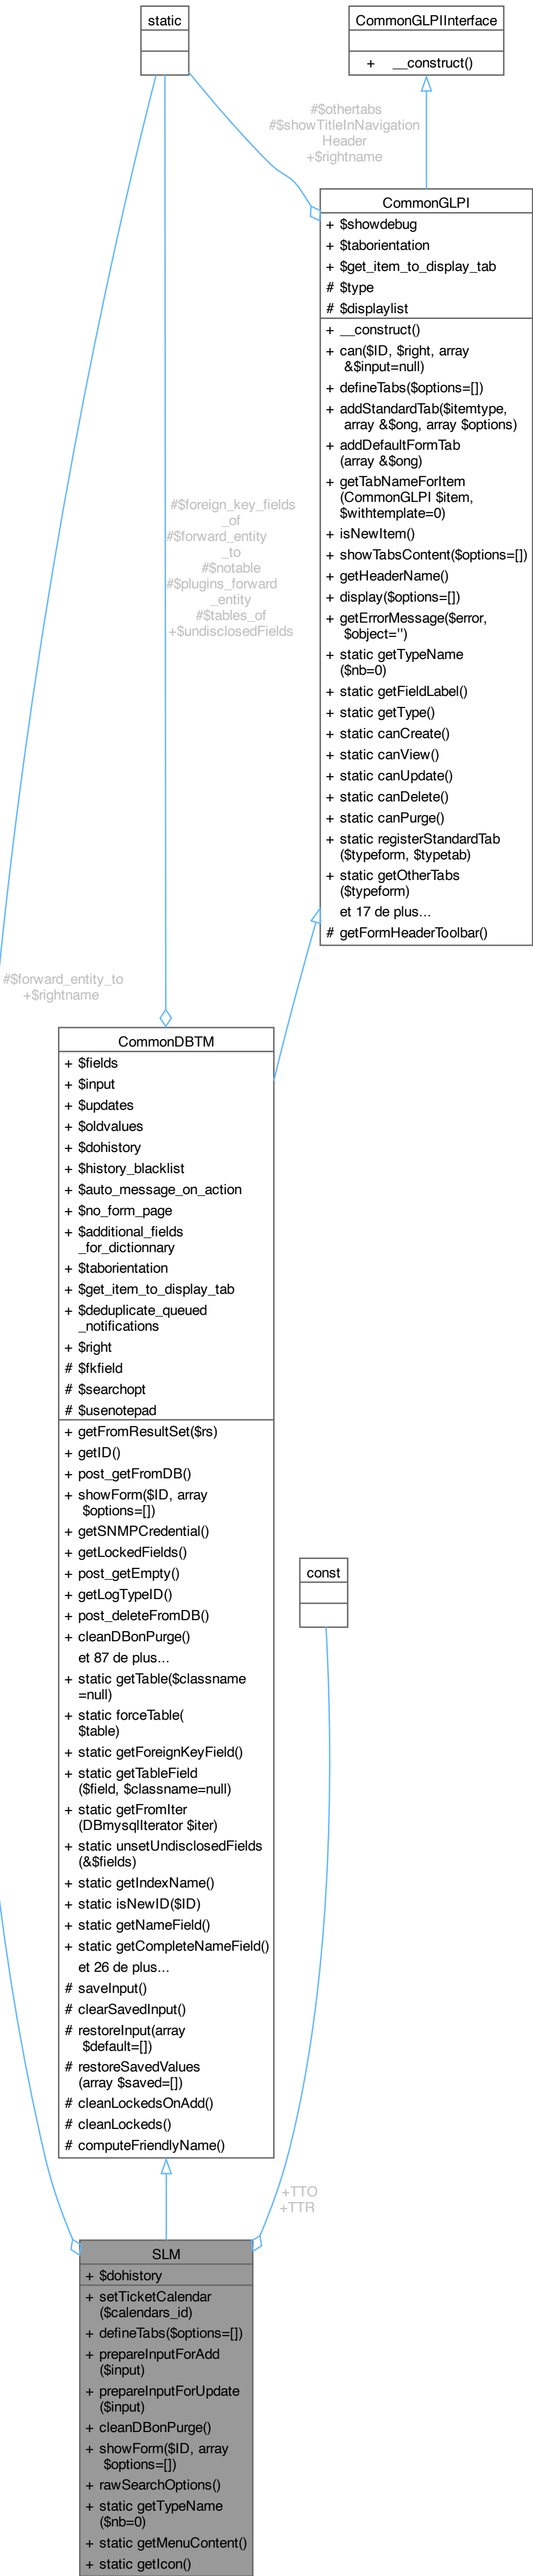 static
CommonGLPIInterface
+ __construct()
#$othertabs
#$showTitleInNavigation
Header
+$rightname
CommonGLPI
+ $showdebug
+ $taborientation
+ $get_item_to_display_tab
# $type
# $displaylist
+ __construct()
+ can($ID, $right, array
&$input=null)
+ defineTabs($options=[])
+ addStandardTab($itemtype,
array &$ong, array $options)
+ addDefaultFormTab
(array &$ong)
+ getTabNameForItem
(CommonGLPI $item,
$withtemplate=0)
+ isNewItem()
+ showTabsContent($options=[])
+ getHeaderName()
+ display($options=[])
+ getErrorMessage($error,
$object='')
+ static getTypeName
($nb=0)
+ static getFieldLabel()
+ static getType()
+ static canCreate()
+ static canView()
+ static canUpdate()
+ static canDelete()
+ static canPurge()
+ static registerStandardTab
($typeform, $typetab)
+ static getOtherTabs
($typeform)
et 17 de plus...
# getFormHeaderToolbar()
#$foreign_key_fields
_of
#$forward_entity
_to
#$notable
#$plugins_forward
_entity
#$tables_of
+$undisclosedFields
#$forward_entity_to
+$rightname
CommonDBTM
+ $fields
+ $input
+ $updates
+ $oldvalues
+ $dohistory
+ $history_blacklist
+ $auto_message_on_action
+ $no_form_page
+ $additional_fields
_for_dictionnary
+ $taborientation
+ $get_item_to_display_tab
+ $deduplicate_queued
_notifications
+ $right
# $fkfield
# $searchopt
# $usenotepad
+ getFromResultSet($rs)
+ getID()
+ post_getFromDB()
+ showForm($ID, array
$options=[])
+ getSNMPCredential()
+ getLockedFields()
+ post_getEmpty()
+ getLogTypeID()
+ post_deleteFromDB()
+ cleanDBonPurge()
et 87 de plus...
+ static getTable($classname
=null)
+ static forceTable(
$table)
+ static getForeignKeyField()
+ static getTableField
($field, $classname=null)
+ static getFromIter
(DBmysqlIterator $iter)
+ static unsetUndisclosedFields
(&$fields)
+ static getIndexName()
+ static isNewID($ID)
+ static getNameField()
+ static getCompleteNameField()
et 26 de plus...
# saveInput()
# clearSavedInput()
# restoreInput(array
$default=[])
# restoreSavedValues
(array $saved=[])
# cleanLockedsOnAdd()
# cleanLockeds()
# computeFriendlyName()
const
+TTO
+TTR
SLM
+ $dohistory
+ setTicketCalendar
($calendars_id)
+ defineTabs($options=[])
+ prepareInputForAdd
($input)
+ prepareInputForUpdate
($input)
+ cleanDBonPurge()
+ showForm($ID, array
$options=[])
+ rawSearchOptions()
+ static getTypeName
($nb=0)
+ static getMenuContent()
+ static getIcon()